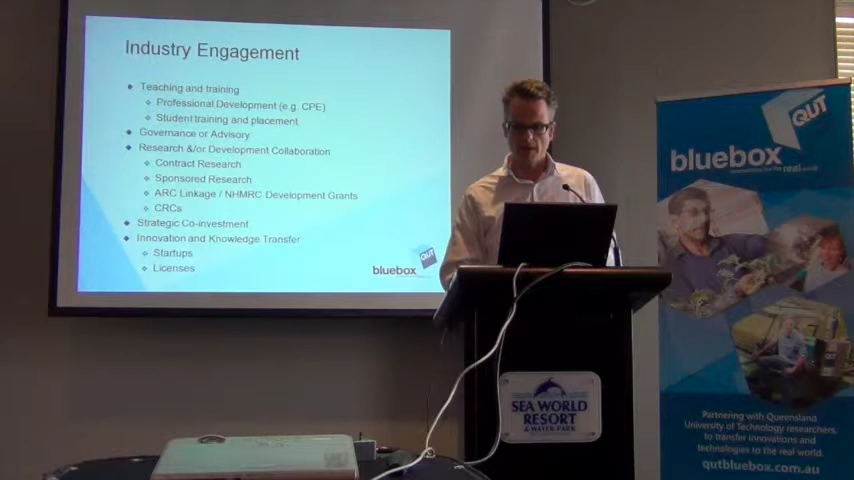 Industry Engagement
Teaching and training
Professional Development (e.g. CPE)
Student training and placement
Governance or Advisory
Research &/or Development Collaboration
Contract Research
Sponsored Research
ARC Linkage / NHMRC Development Grants
CRCs
Strategic Co-investment
Innovation and Knowledge Transfer
Startups
Licenses
QUT
bluebox
SEA WORLD
RESORT
& WATER PARK
QUT
bluebox
innovations for the real world
Partnering with Queensland
University of Technology researchers,
to transfer innovations and
technologies to the real world.
qutbluebox.com.au